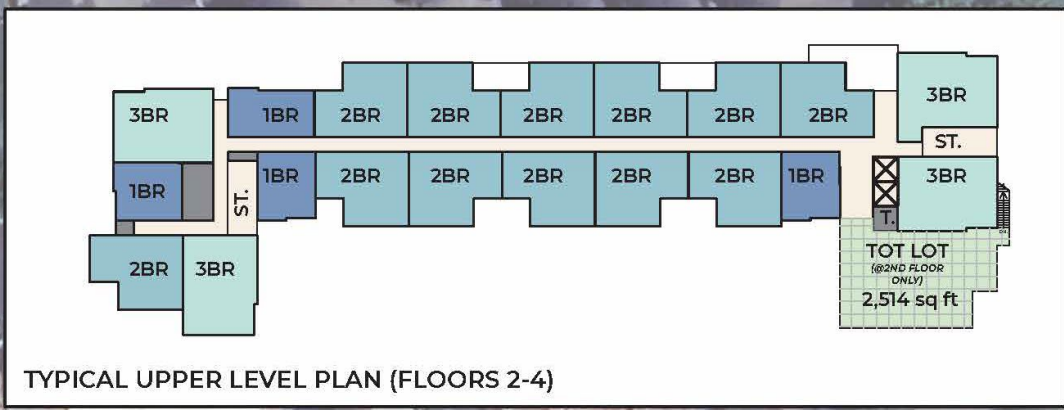 3BR
1BR
2BR
2BR
2BR
2BR
2BR
2BR
3BR
ST.
1BR
ST.
1BR
2BR
2BR
2BR
2BR
2BR
1BR
3BR
T.
2BR
3BR
TOT LOT
(@2ND FLOOR
ONLY)
2,514 sq ft
TYPICAL UPPER LEVEL PLAN (FLOORS 2-4)